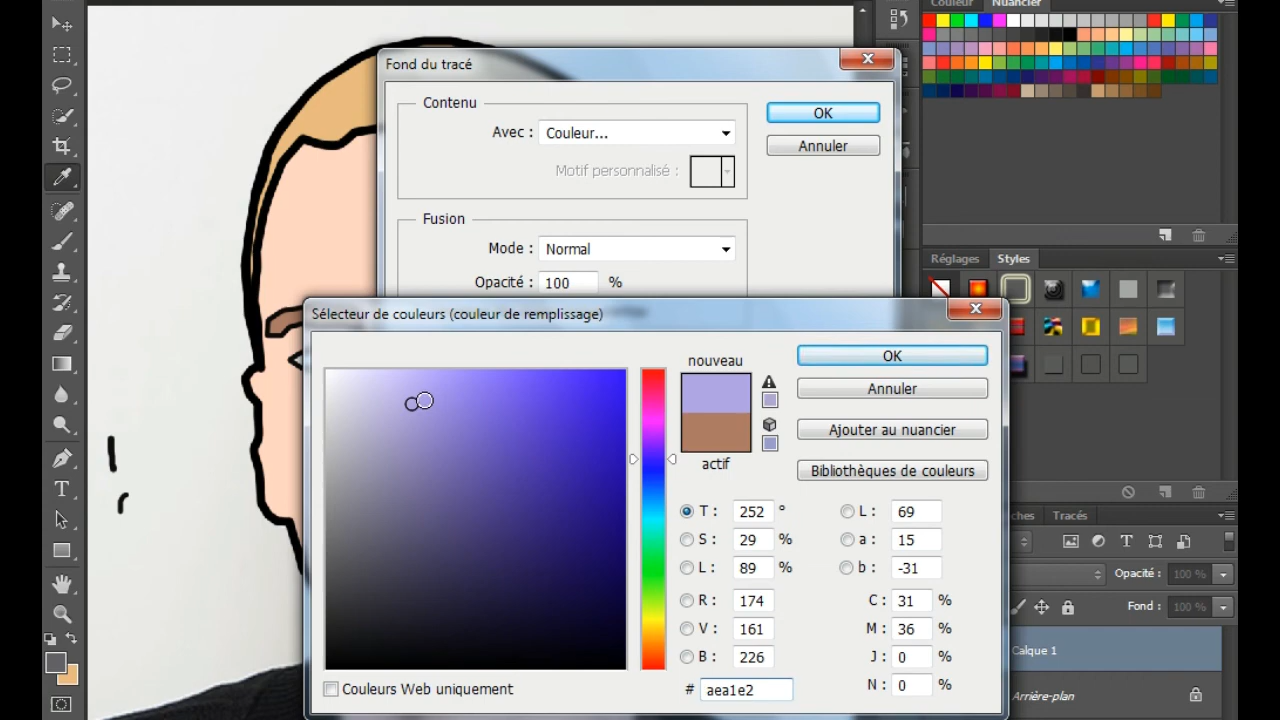 Couleur Nuancier
Fond du tracé
Contenu
Avec : Couleur...
Motif personnalisé :
OK
Annuler
Fusion
Mode : Normal
Opacité : 100 %
Réglages Styles
Sélecteur de couleurs (couleur de remplissage)
nouveau
actif
OK
Annuler
Ajouter au nuancier
Bibliothèques de couleurs
T : 252 °
S : 29 %
L : 89 %
R : 174
V : 161
B : 226
# aea1e2
L : 69
a : 15
b : -31
C : 31 %
M : 36 %
J : 0 %
N : 0 %
Couleurs Web uniquement
ches Tracés
Opacité : 100 %
Fond : 100 %
Calque 1
Arrière-plan